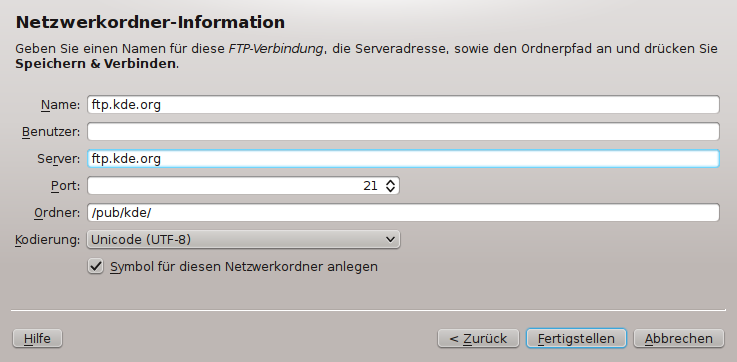 Netzwerkordner-Information
Geben Sie einen Namen für diese FTP-Verbindung, die Serveradresse, sowie den Ordnerpfad an und drücken Sie
Speichern & Verbinden.
Name: ftp.kde.org
Benutzer:
Server: ftp.kde.org
Port: 21
Ordner: /pub/kde/
Kodierung: Unicode (UTF-8)
Symbol für diesen Netzwerkordner anlegen
Hilfe < Zurück Fertigstellen Abbrechen